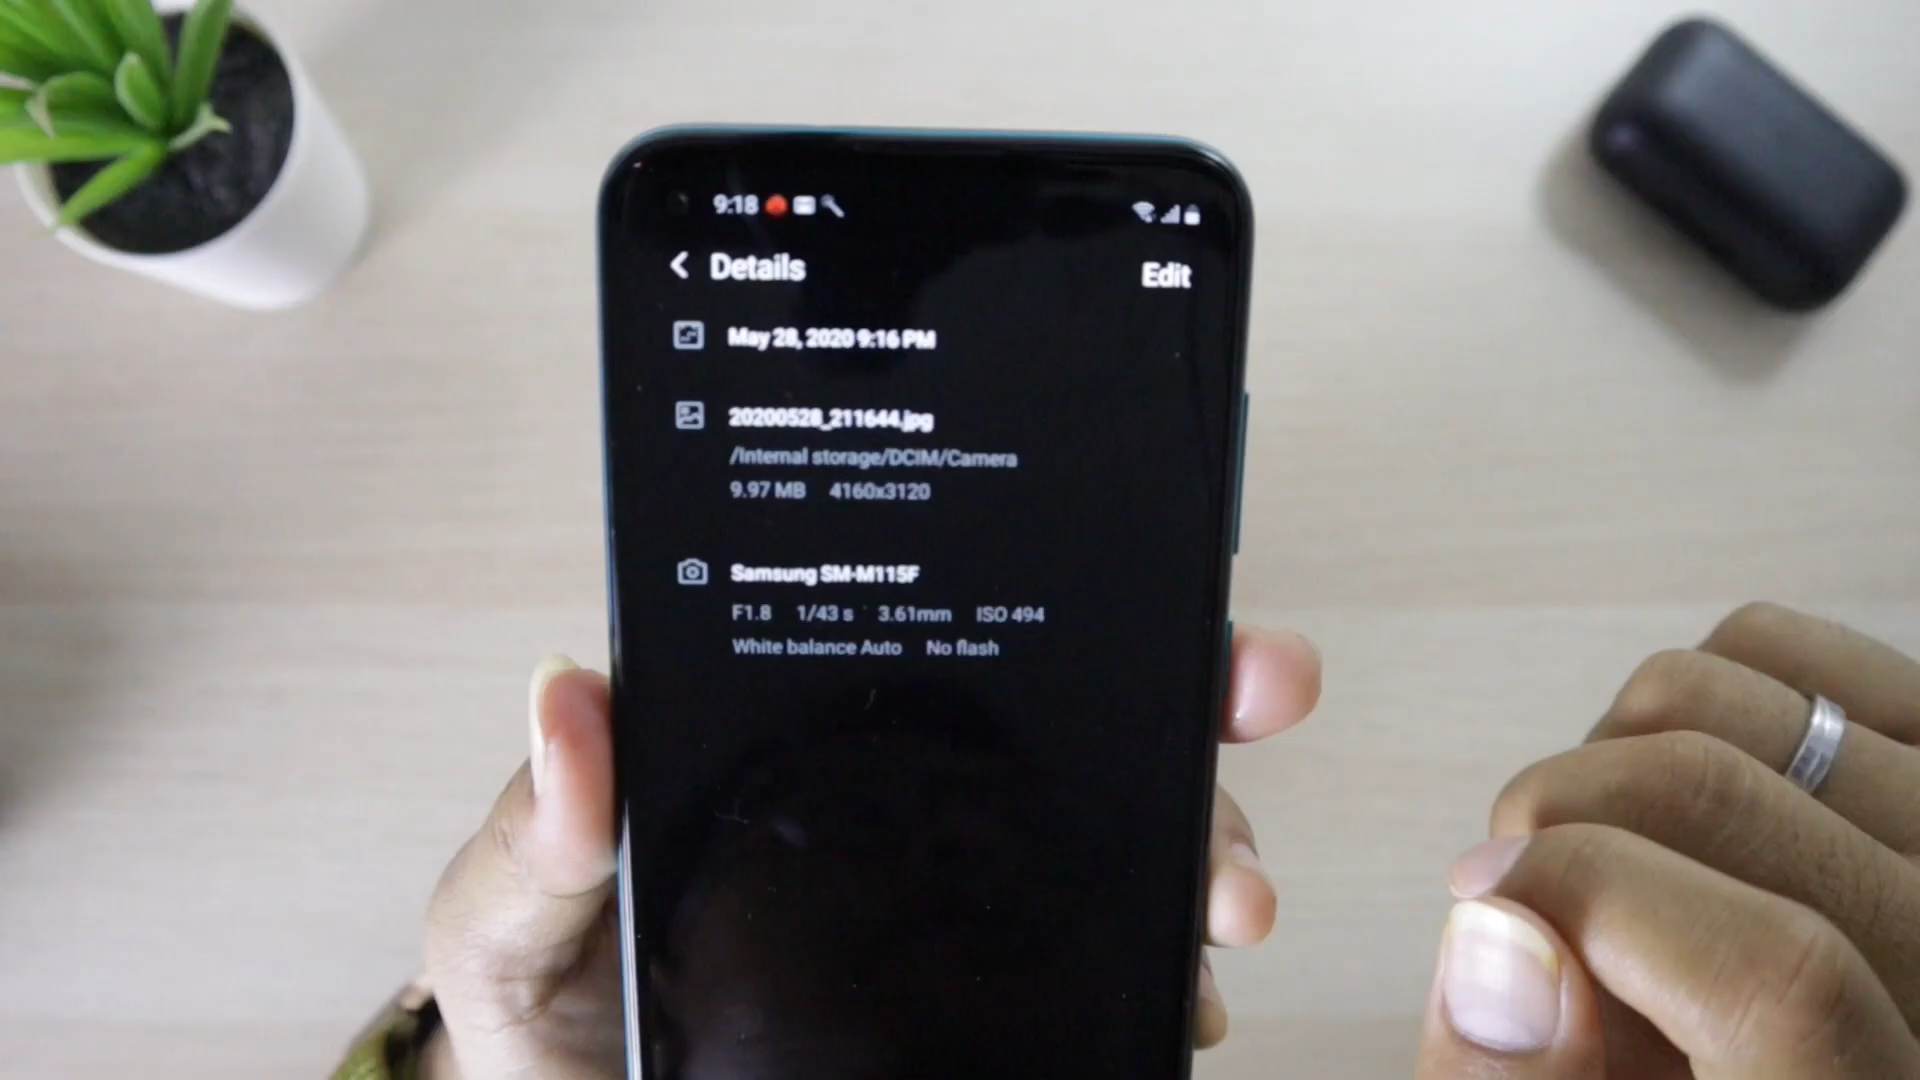 9:18
Details
Edit
May 28, 2020 9:16 PM
20200528_211644.jpg
/Internal storage/DCIM/Camera
9.97 MB 4160x3120
Samsung SM-M115F
F1.8 1/43 s 3.61mm ISO 494
White balance Auto No flash